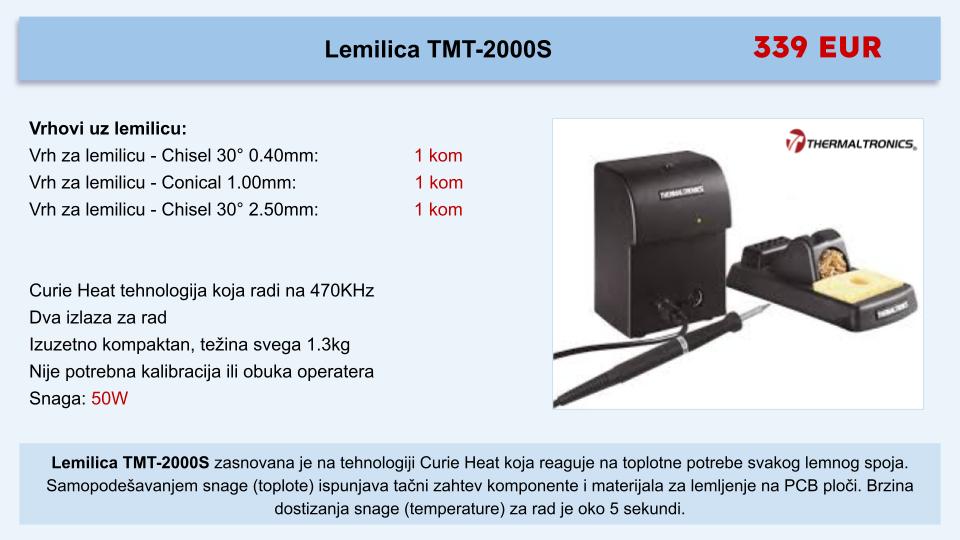 Lemilica TMT-2000S
339 EUR
Vrhovi uz lemilicu:
Vrh za lemilicu - Chisel 30° 0.40mm: 1 kom
Vrh za lemilicu - Conical 1.00mm: 1 kom
Vrh za lemilicu - Chisel 30° 2.50mm: 1 kom
THERMALTRONICS®
THERMALTRONICS
THERMALTRONICS
Curie Heat tehnologija koja radi na 470KHz
Dva izlaza za rad
Izuzetno kompaktan, težina svega 1.3kg
Nije potrebna kalibracija ili obuka operatera
Snaga: 50W
Lemilica TMT-2000S zasnovana je na tehnologiji Curie Heat koja reaguje na toplotne potrebe svakog lemnog spoja.
Samopodešavanjem snage (toplote) ispunjava tačni zahtev komponente i materijala za lemljenje na PCB ploči. Brzina
dostizanja snage (temperature) za rad je oko 5 sekundi.